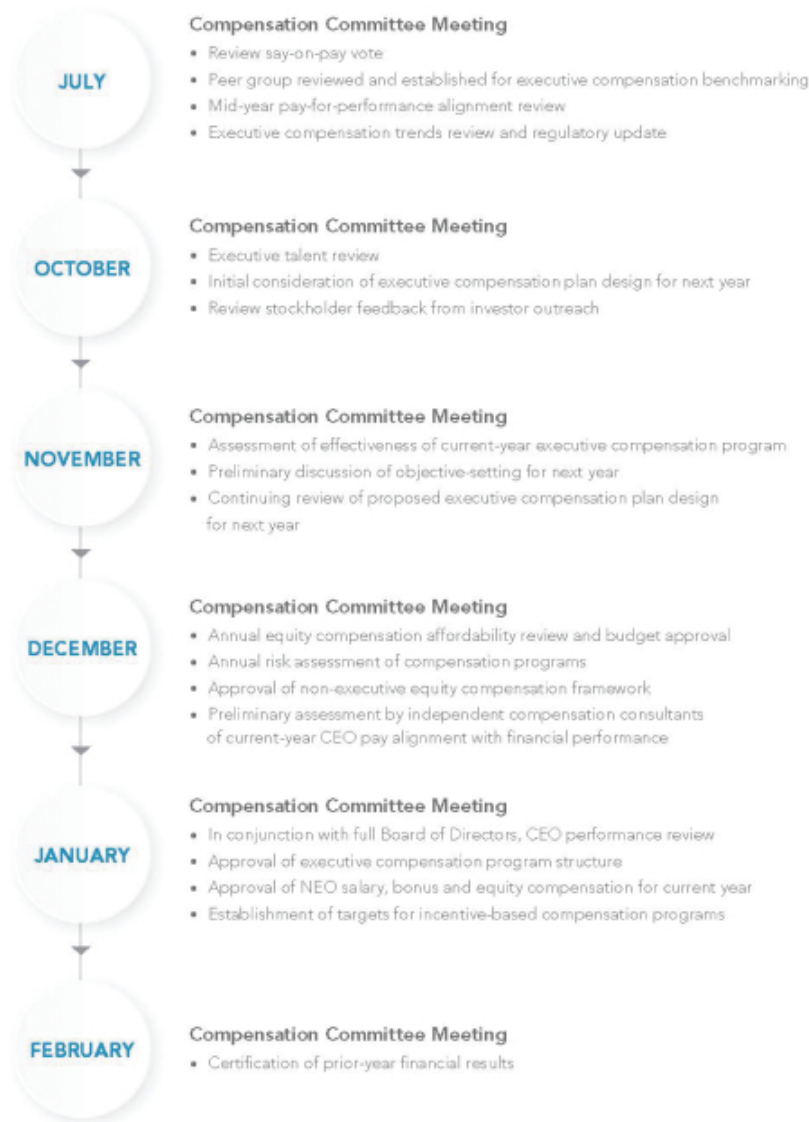 JULY
Compensation Committee Meeting
• Review say-on-pay vote
• Peer group reviewed and established for executive compensation benchmarking
• Mid-year pay-for-performance alignment review
• Executive compensation trends review and regulatory update
OCTOBER
Compensation Committee Meeting
• Executive talent review
• Initial consideration of executive compensation plan design for next year
• Review stockholder feedback from investor outreach
NOVEMBER
Compensation Committee Meeting
• Assessment of effectiveness of current-year executive compensation program
• Preliminary discussion of objective-setting for next year
• Continuing review of proposed executive compensation plan design
for next year
DECEMBER
Compensation Committee Meeting
• Annual equity compensation affordability review and budget approval
• Annual risk assessment of compensation programs
• Approval of non-executive equity compensation framework
• Preliminary assessment by independent compensation consultants
of current-year CEO pay alignment with financial performance
JANUARY
Compensation Committee Meeting
• In conjunction with full Board of Directors, CEO performance review
• Approval of executive compensation program structure
• Approval of NEO salary, bonus and equity compensation for current year
• Establishment of targets for incentive-based compensation programs
FEBRUARY
Compensation Committee Meeting
• Certification of prior-year financial results